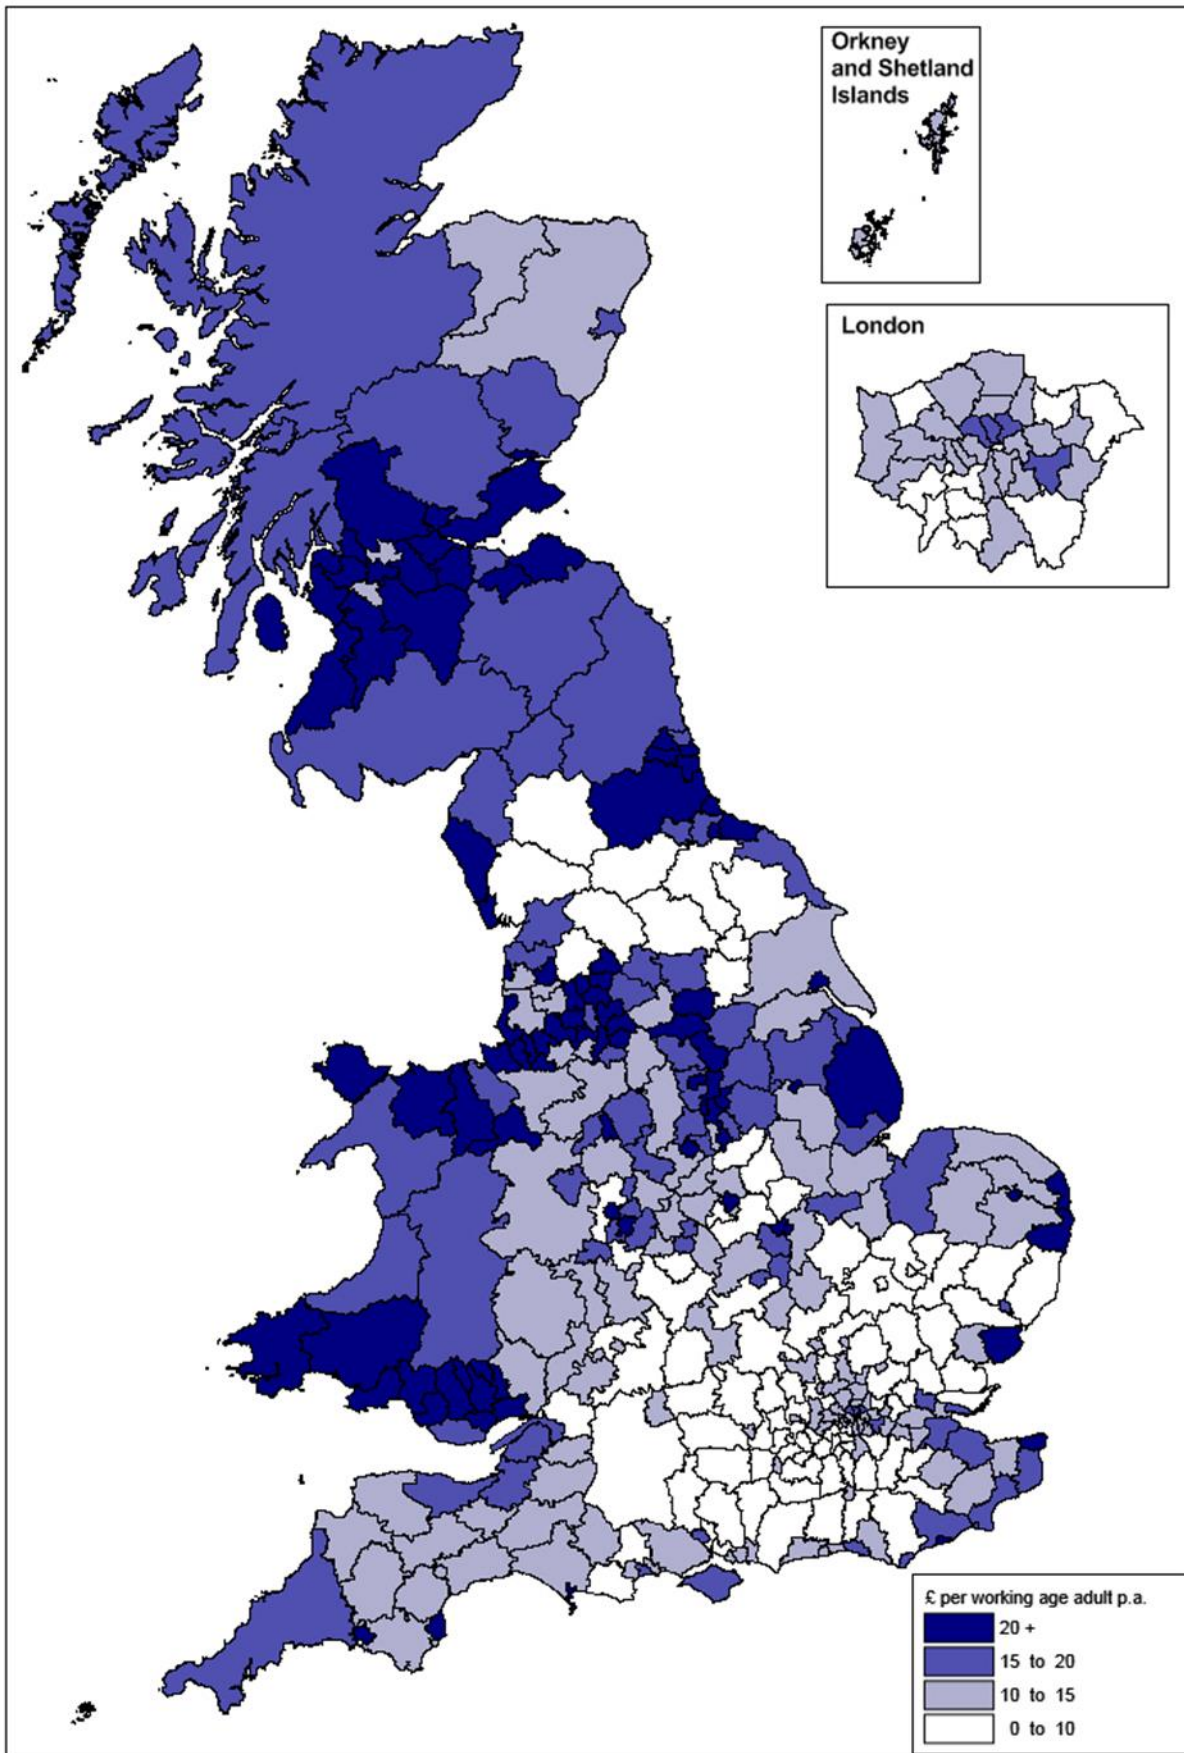 Orkney
and Shetland
Islands
London
£ per working age adult p.a.
20 +
15 to 20
10 to 15
0 to 10